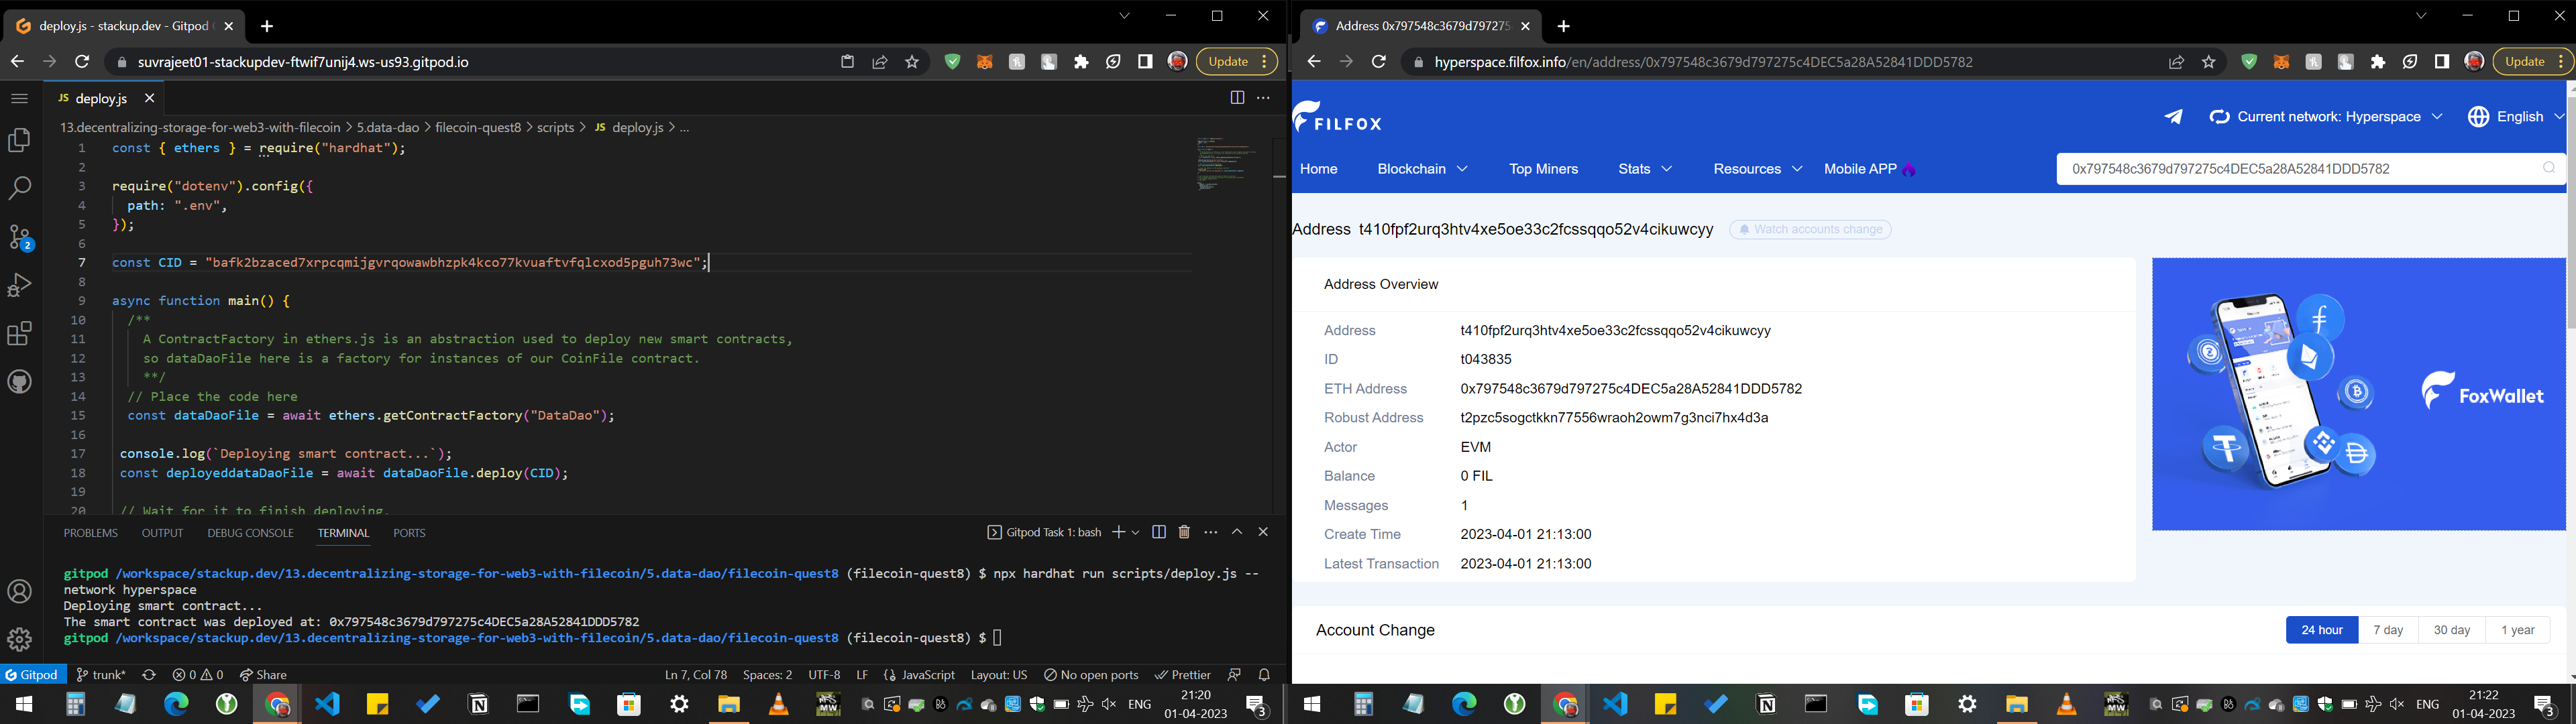 deploy.js - stackup.dev - Gitpod
suvrajeet01-stackupdev-ftwif7unij4.ws-us93.gitpod.io
Update
JS deploy.js
13.decentralizing-storage-for-web3-with-filecoin > 5.data-dao > filecoin-quest8 > scripts > JS deploy.js > ...
1 const { ethers } = require("hardhat");
2
3 require("dotenv").config({
4 path: ".env",
5 });
6
7 const CID = "bafk2bzaced7xrpcqmijgvrqowawbhzpk4kco77kvuaftvfqlcxod5pguh73wc";
8
9 async function main() {
10 /**
11 A ContractFactory in ethers.js is an abstraction used to deploy new smart contracts,
12 so dataDaoFile here is a factory for instances of our CoinFile contract.
13 **/
14 // Place the code here
15 const dataDaoFile = await ethers.getContractFactory("DataDao");
16
17 console.log(`Deploying smart contract...`);
18 const deployeddataDaoFile = await dataDaoFile.deploy(CID);
19
20 // Wait for it to finish deploying.
2
PROBLEMS OUTPUT DEBUG CONSOLE TERMINAL PORTS
Gitpod Task 1: bash
gitpod /workspace/stackup.dev/13.decentralizing-storage-for-web3-with-filecoin/5.data-dao/filecoin-quest8 (filecoin-quest8) $ npx hardhat run scripts/deploy.js --
network hyperspace
Deploying smart contract...
The smart contract was deployed at: 0x797548c3679d797275c4DEC5a28A52841DDD5782
gitpod /workspace/stackup.dev/13.decentralizing-storage-for-web3-with-filecoin/5.data-dao/filecoin-quest8 (filecoin-quest8) $
Gitpod trunk* 0 0 Share Ln 7, Col 78 Spaces: 2 UTF-8 LF JavaScript Layout: US No open ports Prettier
ENG 21:20
01-04-2023 3
Address 0x797548c3679d797275
hyperspace.filfox.info/en/address/0x797548c3679d797275c4DEC5a28A52841DDD5782
Update
FILFOX
Current network: Hyperspace English
Home Blockchain Top Miners Stats Resources Mobile APP
0x797548c3679d797275c4DEC5a28A52841DDD5782
Address t410fpf2urq3htv4xe5oe33c2fcssqqo52v4cikuwcyy Watch accounts change
Address Overview
Address t410fpf2urq3htv4xe5oe33c2fcssqqo52v4cikuwcyy
ID t043835
ETH Address 0x797548c3679d797275c4DEC5a28A52841DDD5782
Robust Address t2pzc5sogctkkn77556wraoh2owm7g3nci7hx4d3a
Actor EVM
Balance 0 FIL
Messages 1
Create Time 2023-04-01 21:13:00
Latest Transaction 2023-04-01 21:13:00
FoxWallet
Account Change
24 hour 7 day 30 day 1 year
ENG 21:22
01-04-2023 3